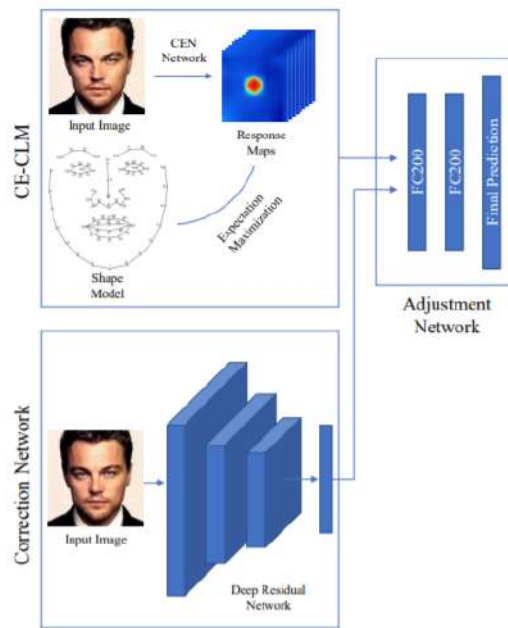 CE-CLM
Input Image
CEN
Network
Response
Maps
Expectation
Maximization
Shape
Model
Correction Network
Input Image
Deep Residual
Network
FC200
FC200
Final Prediction
Adjustment
Network